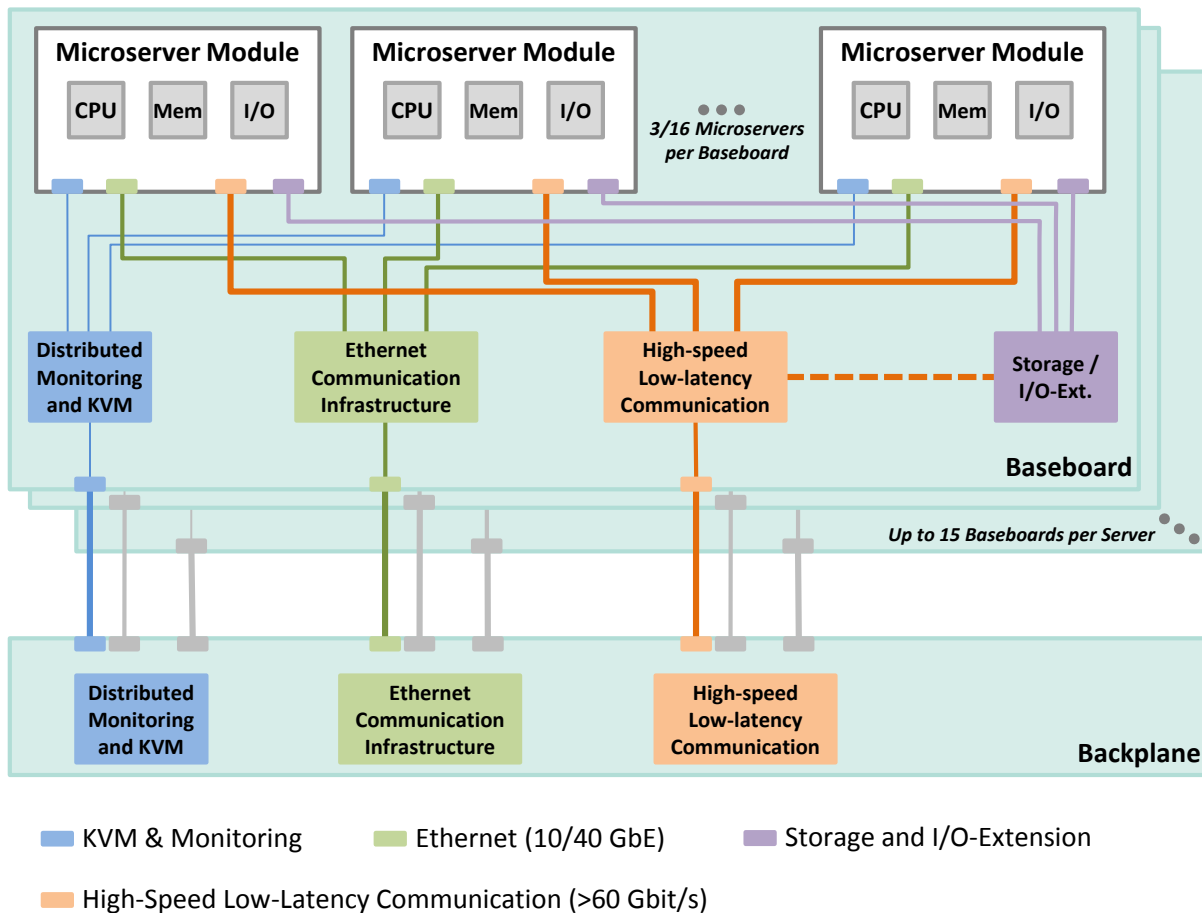 Microserver Module
CPU Mem I/O
Microserver Module
CPU Mem I/O
3/16 Microservers
per Baseboard
Microserver Module
CPU Mem I/O
Distributed
Monitoring
and KVM
Ethernet
Communication
Infrastructure
High-speed
Low-latency
Communication
Storage /
I/O-Ext.
Baseboard
Up to 15 Baseboards per Server
Distributed
Monitoring
and KVM
Ethernet
Communication
Infrastructure
High-speed
Low-latency
Communication
Backplane
KVM & Monitoring
Ethernet (10/40 GbE)
Storage and I/O-Extension
High-Speed Low-Latency Communication (>60 Gbit/s)